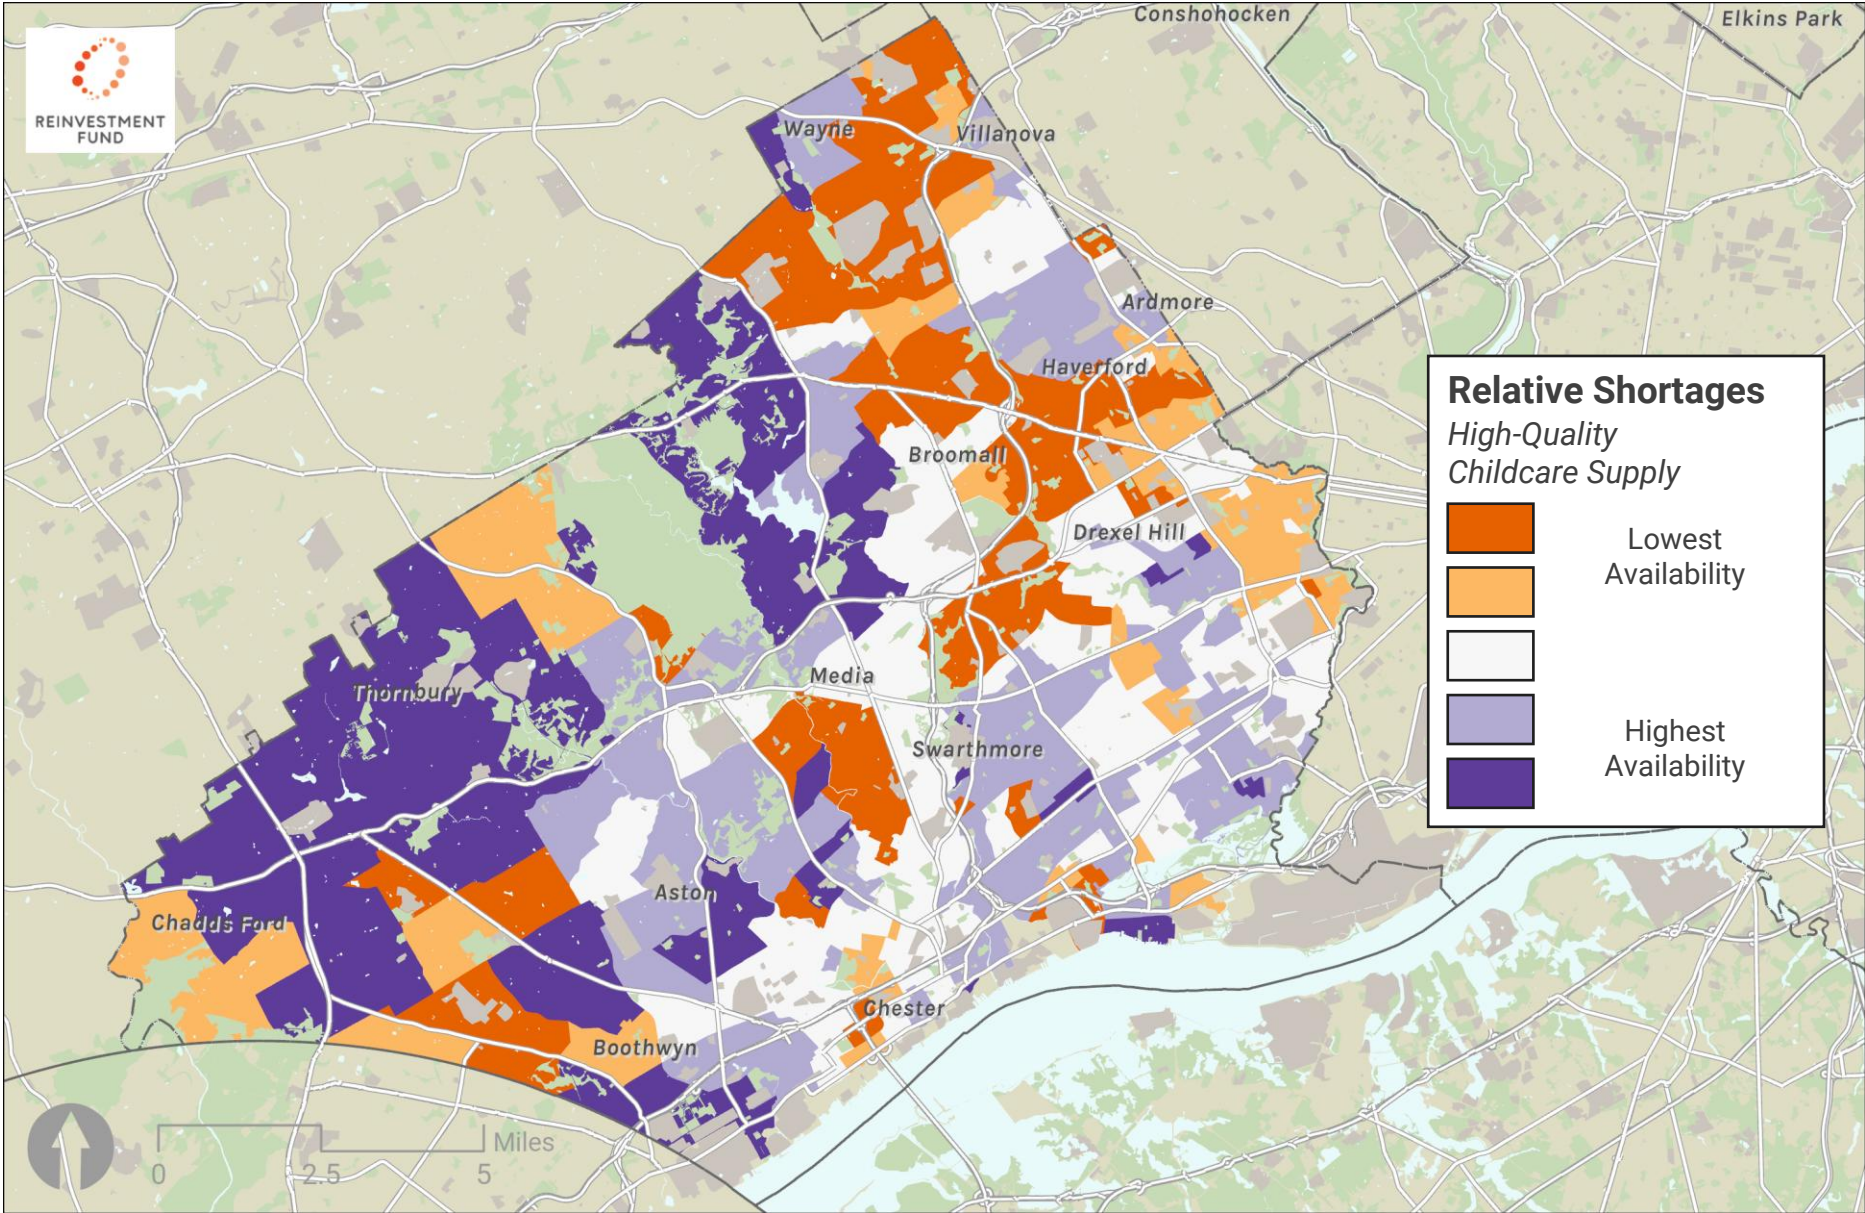 Conshohocken
Elkins Park
REINVESTMENT
FUND
Wayne
Villanova
Ardmore
Haverford
Broomall
Drexel Hill
Relative Shortages
High-Quality
Childcare Supply
Lowest
Availability
Highest
Availability
Media
Thornbury
Swarthmore
Aston
Chadds Ford
Chester
Boothwyn
Miles
0
2.5
5